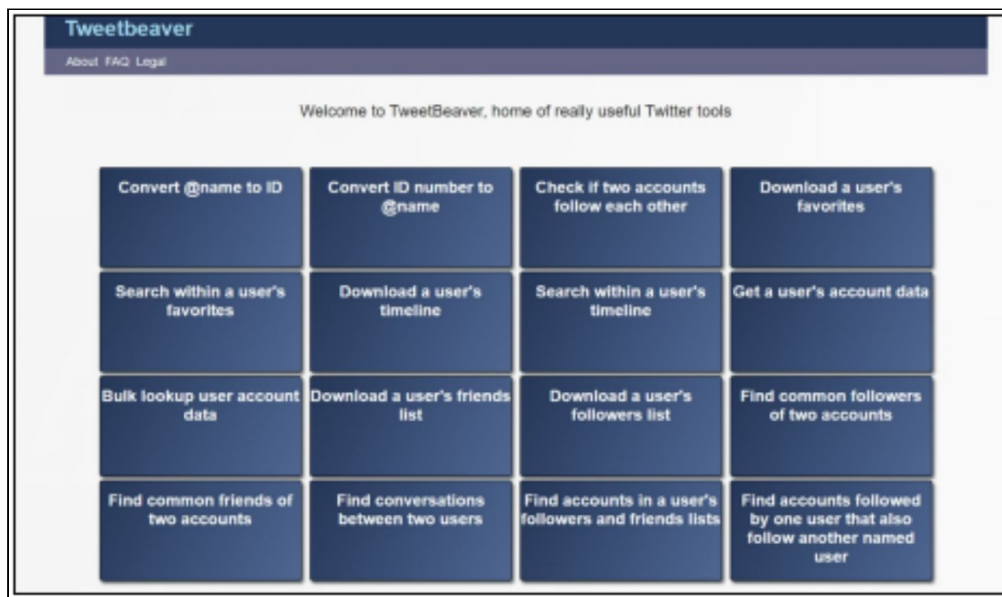 Tweetbeaver
About FAQ Legal
Welcome to TweetBeaver, home of really useful Twitter tools
Convert @name to ID
Convert ID number to
@name
Check if two accounts
follow each other
Download a user's
favorites
Search within a user's
favorites
Download a user's
timeline
Search within a user's
timeline
Get a user's account data
Bulk lookup user account
data
Download a user's friends
list
Download a user's
followers list
Find common followers
of two accounts
Find common friends of
two accounts
Find conversations
between two users
Find accounts in a user's
followers and friends lists
Find accounts followed
by one user that also
follow another named
user